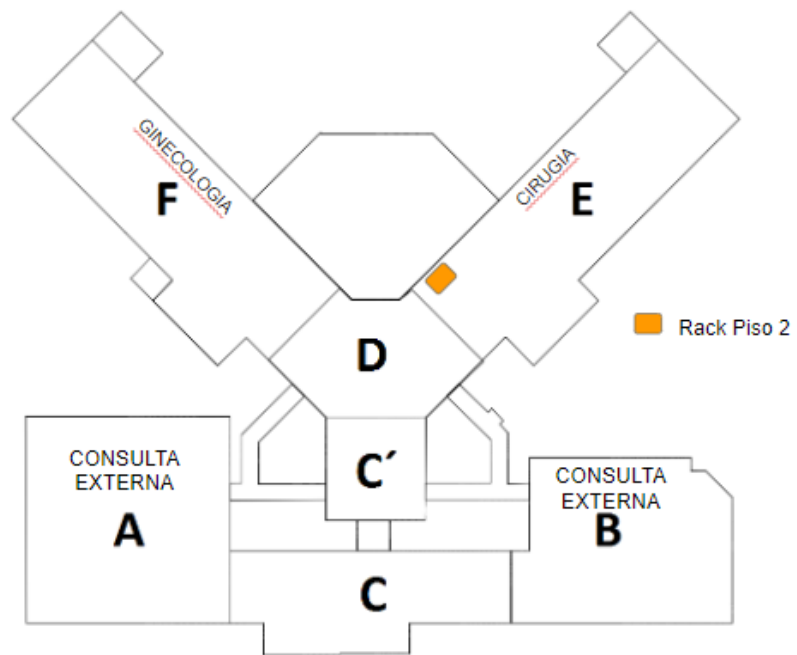 GINECOLOGIA
F
CIRUGIA
E
Rack Piso 2
D
CONSULTA
EXTERNA
A
C´
CONSULTA
EXTERNA
B
C